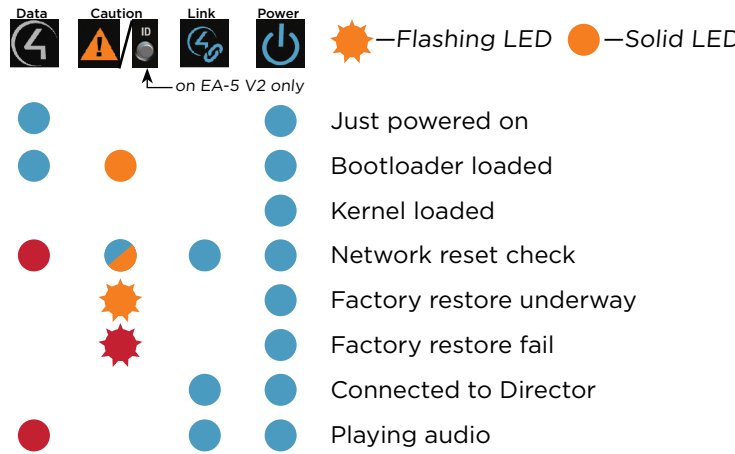 Data Caution Link Power
ID
—Flashing LED —Solid LED
on EA-5 V2 only
Just powered on
Bootloader loaded
Kernel loaded
Network reset check
Factory restore underway
Factory restore fail
Connected to Director
Playing audio